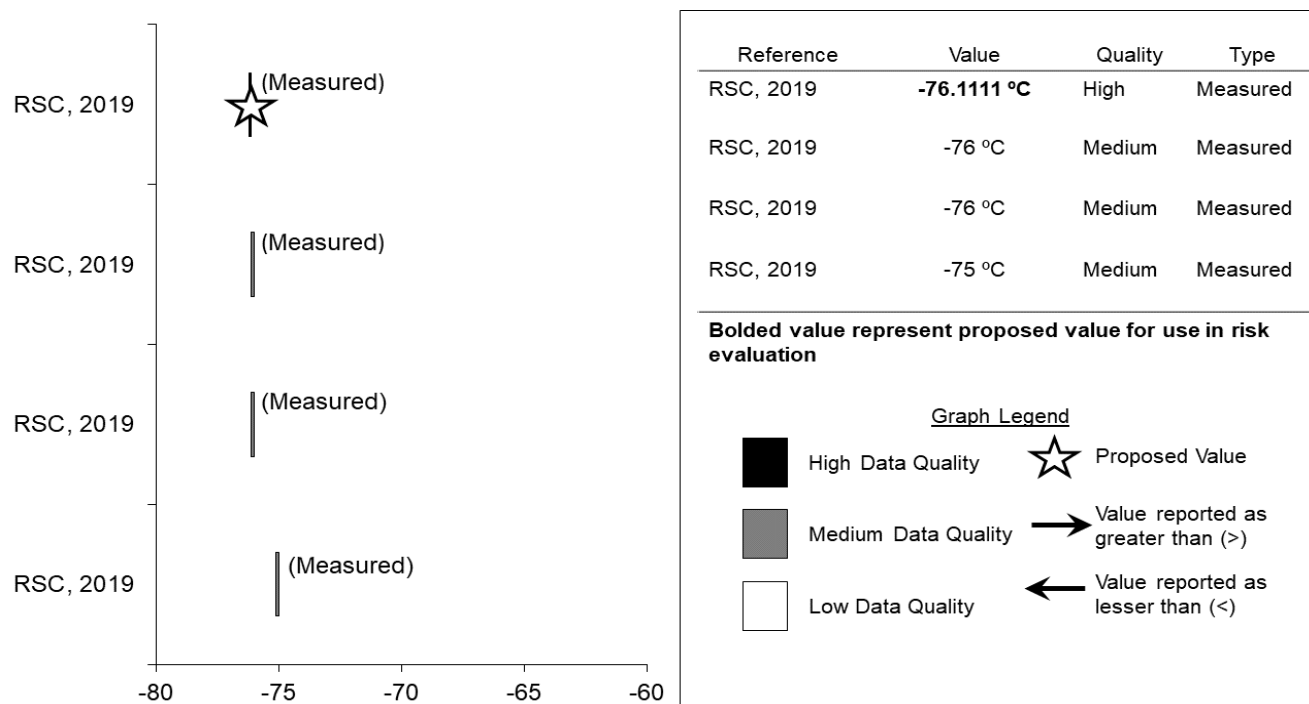 RSC, 2019 (Measured)
RSC, 2019 (Measured)
RSC, 2019 (Measured)
RSC, 2019 (Measured)
-80 -75 -70 -65 -60
Reference Value Quality Type
RSC, 2019 -76.1111 ºC High Measured
RSC, 2019 -76 ºC Medium Measured
RSC, 2019 -76 ºC Medium Measured
RSC, 2019 -75 ºC Medium Measured
Bolded value represent proposed value for use in risk
evaluation
Graph Legend
High Data Quality
Medium Data Quality
Low Data Quality
Proposed Value
Value reported as
greater than (>)
Value reported as
lesser than (<)